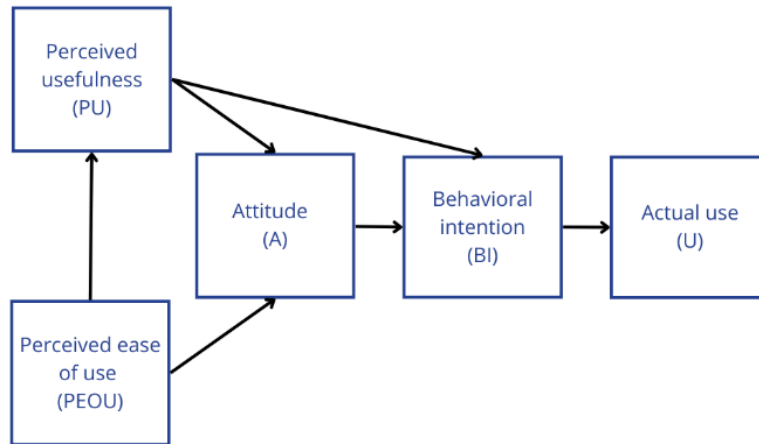 Perceived
usefulness
(PU)
Attitude
(A)
Behavioral
intention
(BI)
Actual use
(U)
Perceived ease
of use
(PEOU)